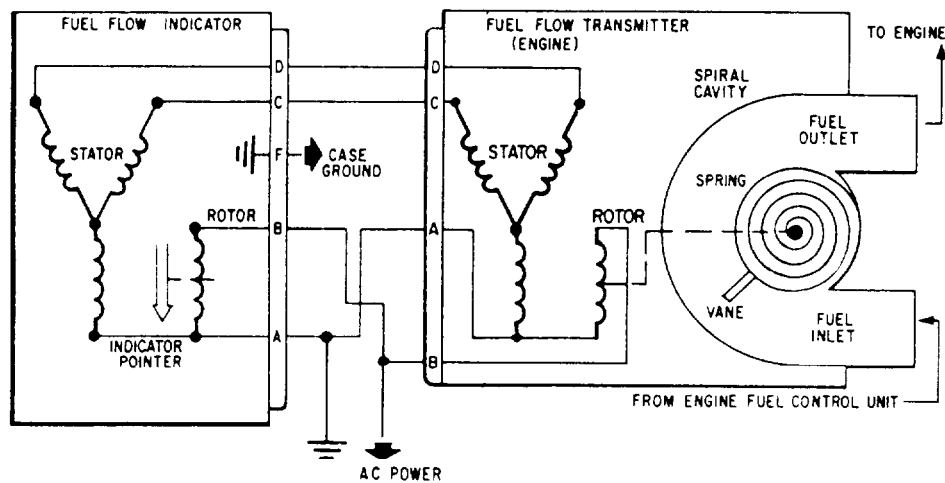 FUEL FLOW INDICATOR
FUEL FLOW TRANSMITTER
(ENGINE)
TO ENGINE
D
D
SPIRAL
CAVITY
C
C
FUEL
OUTLET
STATOR
F
CASE
GROUND
STATOR
SPRING
ROTOR
B
A
ROTOR
VANE
FUEL
INLET
INDICATOR
POINTER
A
B
FROM ENGINE FUEL CONTROL UNIT
AC POWER